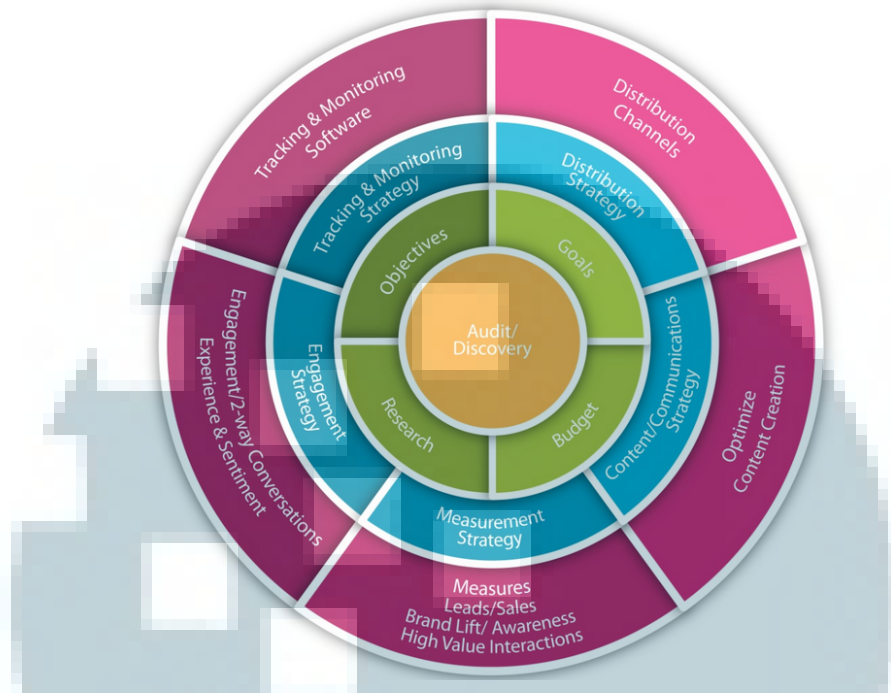 Tracking & Monitoring
Software
Distribution
Channels
Tracking & Monitoring
Strategy
Distribution
Strategy
Objectives
Goals
Audit/
Discovery
Engagement/2-way Conversations
Experience & Sentiment
Engagement
Strategy
Research
Budget
Content/Communications
Strategy
Optimize
Content Creation
Measurement
Strategy
Measures
Leads/Sales
Brand Lift/ Awareness
High Value Interactions